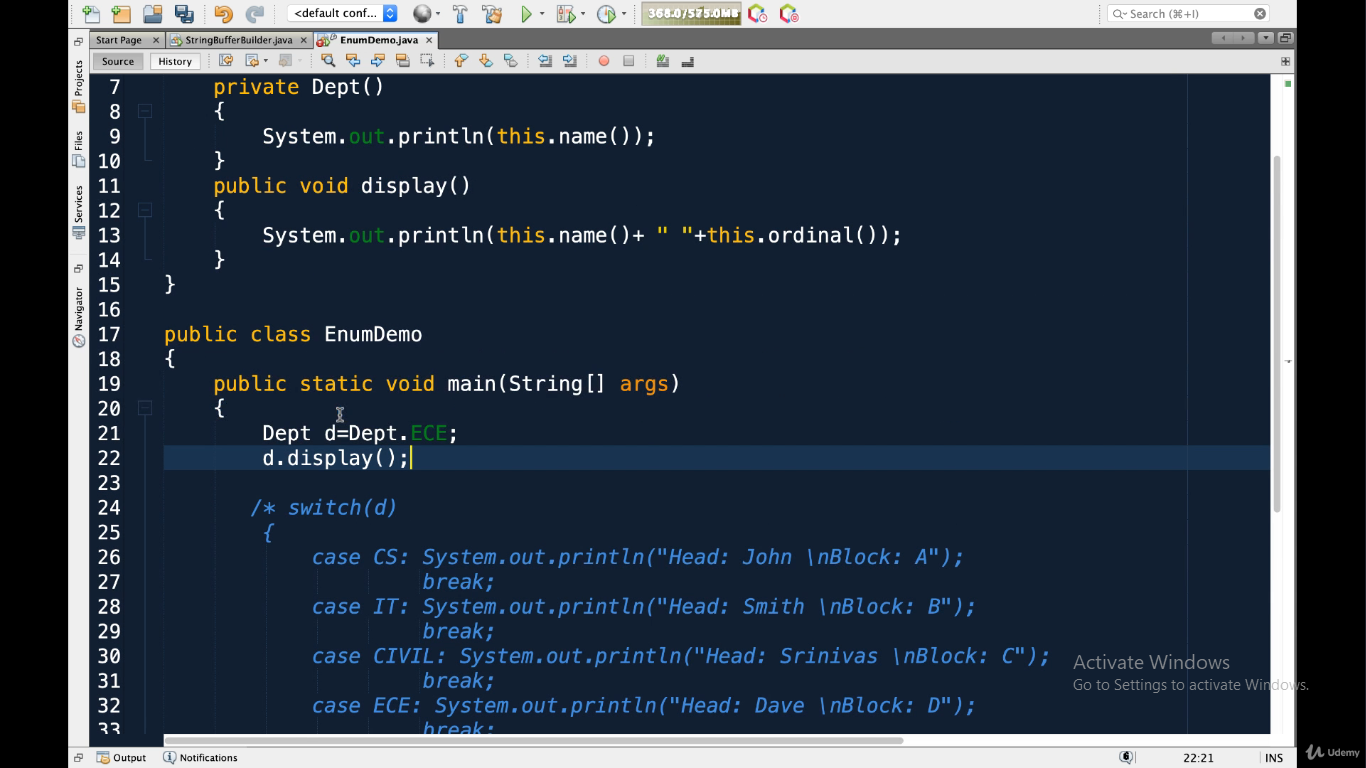 <default conf...
368.0/575.0MB
Search (⌘+I)
Start Page
StringBufferBuilder.java
EnumDemo.java
Source
History
Projects
Files
Services
Navigator
7 private Dept()
8 {
9 System.out.println(this.name());
10 }
11 public void display()
12 {
13 System.out.println(this.name()+ " "+this.ordinal());
14 }
15 }
16
17 public class EnumDemo
18 {
19 public static void main(String[] args)
20 {
21 Dept d=Dept.ECE;
22 d.display();
23
24 /* switch(d)
25 {
26 case CS: System.out.println("Head: John \nBlock: A");
27 break;
28 case IT: System.out.println("Head: Smith \nBlock: B");
29 break;
30 case CIVIL: System.out.println("Head: Srinivas \nBlock: C");
31 break;
32 case ECE: System.out.println("Head: Dave \nBlock: D");
33 break;
Activate Windows
Go to Settings to activate Windows.
Output
Notifications
6
22:21
INS
Udemy